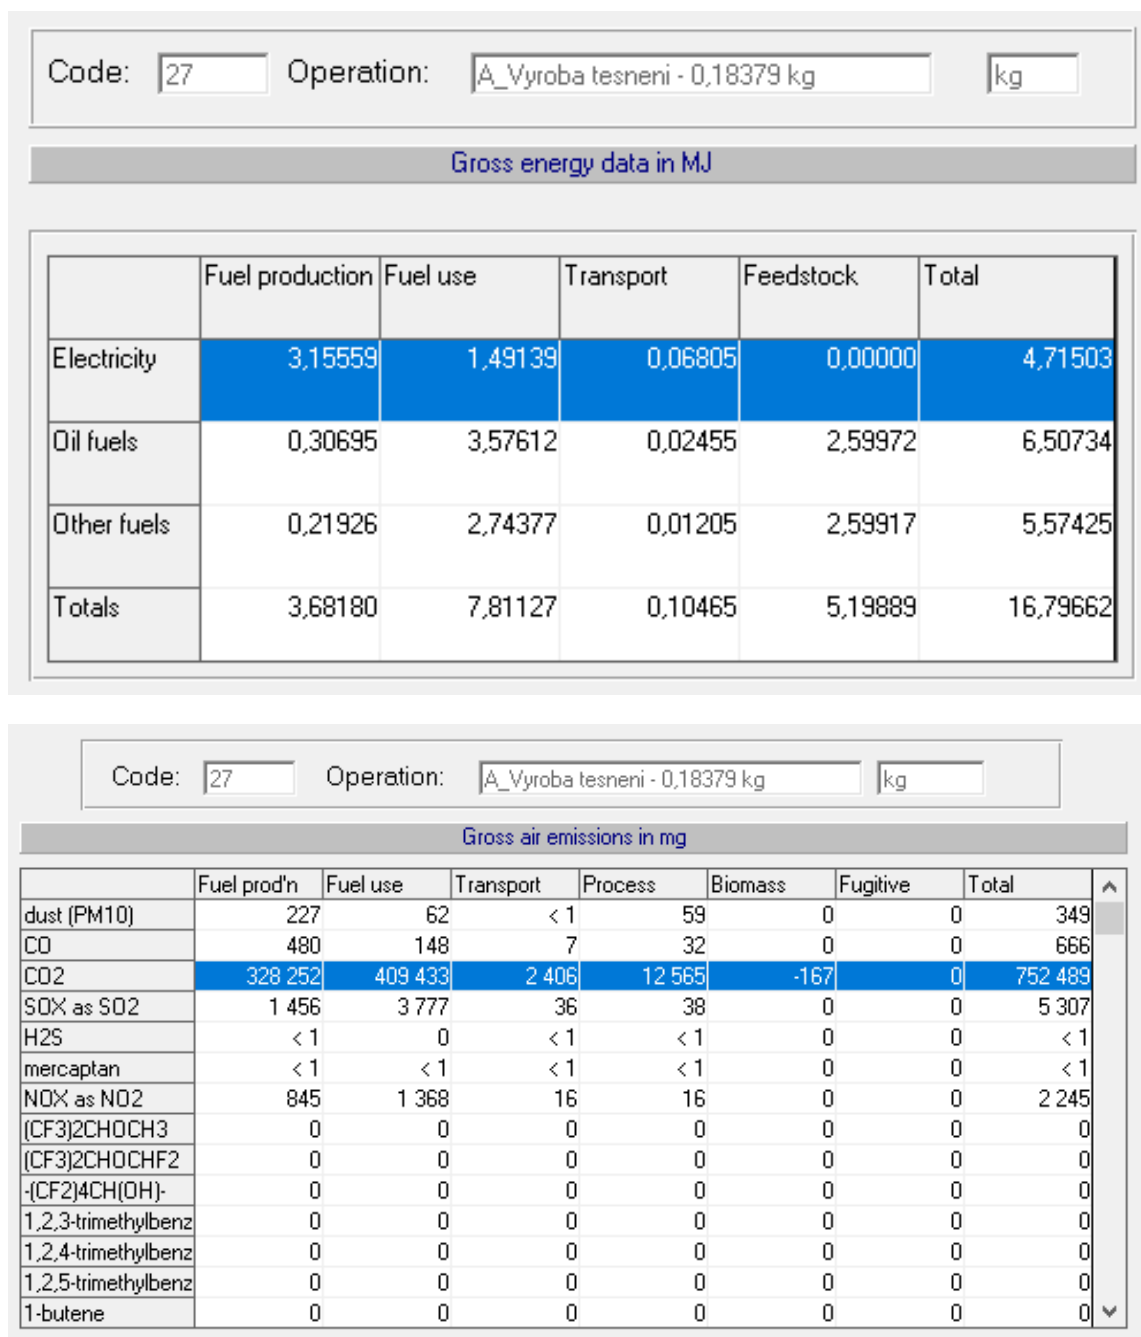 Code: 27 Operation: A_Vyroba tesneni - 0,18379 kg kg
Gross energy data in MJ
Fuel production Fuel use Transport Feedstock Total
Electricity 3,15559 1,49139 0,06805 0,00000 4,71503
Oil fuels 0,30695 3,57612 0,02455 2,59972 6,50734
Other fuels 0,21926 2,74377 0,01205 2,59917 5,57425
Totals 3,68180 7,81127 0,10465 5,19889 16,79662
Code: 27 Operation: A_Vyroba tesneni - 0,18379 kg kg
Gross air emissions in mg
Fuel prod'n Fuel use Transport Process Biomass Fugitive Total
dust (PM10) 227 62 < 1 59 0 0 349
CO 480 148 7 32 0 0 666
CO2 328 252 409 433 2 406 12 565 -167 0 752 489
SOX as SO2 1 456 3 777 36 38 0 0 5 307
H2S < 1 0 < 1 < 1 0 0 < 1
mercaptan < 1 < 1 < 1 < 1 0 0 < 1
NOX as NO2 845 1 368 16 16 0 0 2 245
(CF3)2CHOCH3 0 0 0 0 0 0 0
(CF3)2CHOCHF2 0 0 0 0 0 0 0
-(CF2)4CH(OH)- 0 0 0 0 0 0 0
1,2,3-trimethylbenz 0 0 0 0 0 0 0
1,2,4-trimethylbenz 0 0 0 0 0 0 0
1,2,5-trimethylbenz 0 0 0 0 0 0 0
1-butene 0 0 0 0 0 0 0